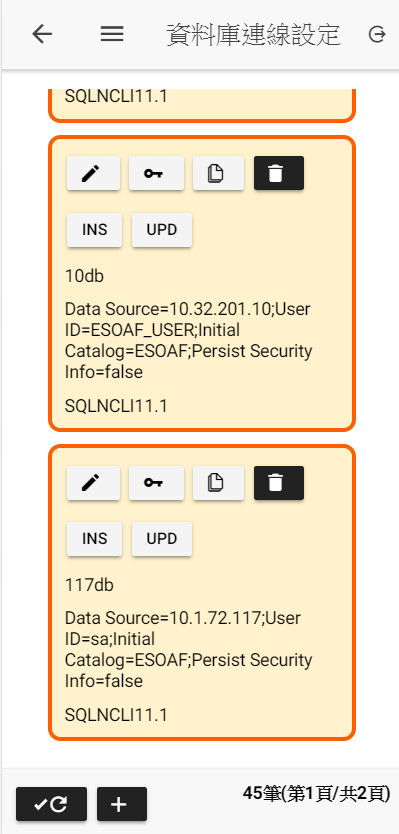 資料庫連線設定
SQLNCLI11.1
INS UPD
10db
Data Source=10.32.201.10;User
ID=ESOAF_USER;Initial
Catalog=ESOAF;Persist Security
Info=false
SQLNCLI11.1
INS UPD
117db
Data Source=10.1.72.117;User
ID=sa;Initial
Catalog=ESOAF;Persist Security
Info=false
SQLNCLI11.1
45筆(第1頁/共2頁)